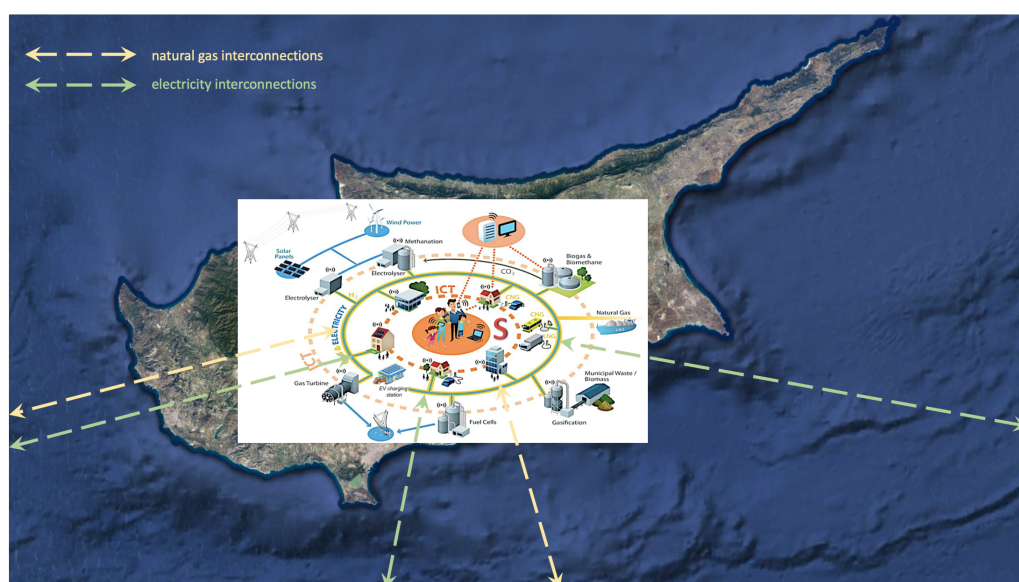 natural gas interconnections
electricity interconnections
Wind Power
Methanation
Solar
Panels
Electrolyser
Electrolyser
Biogas &
Biomethane
CO₂
H₂
ICT
CNG
CNG
Natural Gas
LNG
ELECTRICITY
S
ICT
Gas Turbine
EV charging
station
Fuel Cells
Municipal Waste /
Biomass
Gasification